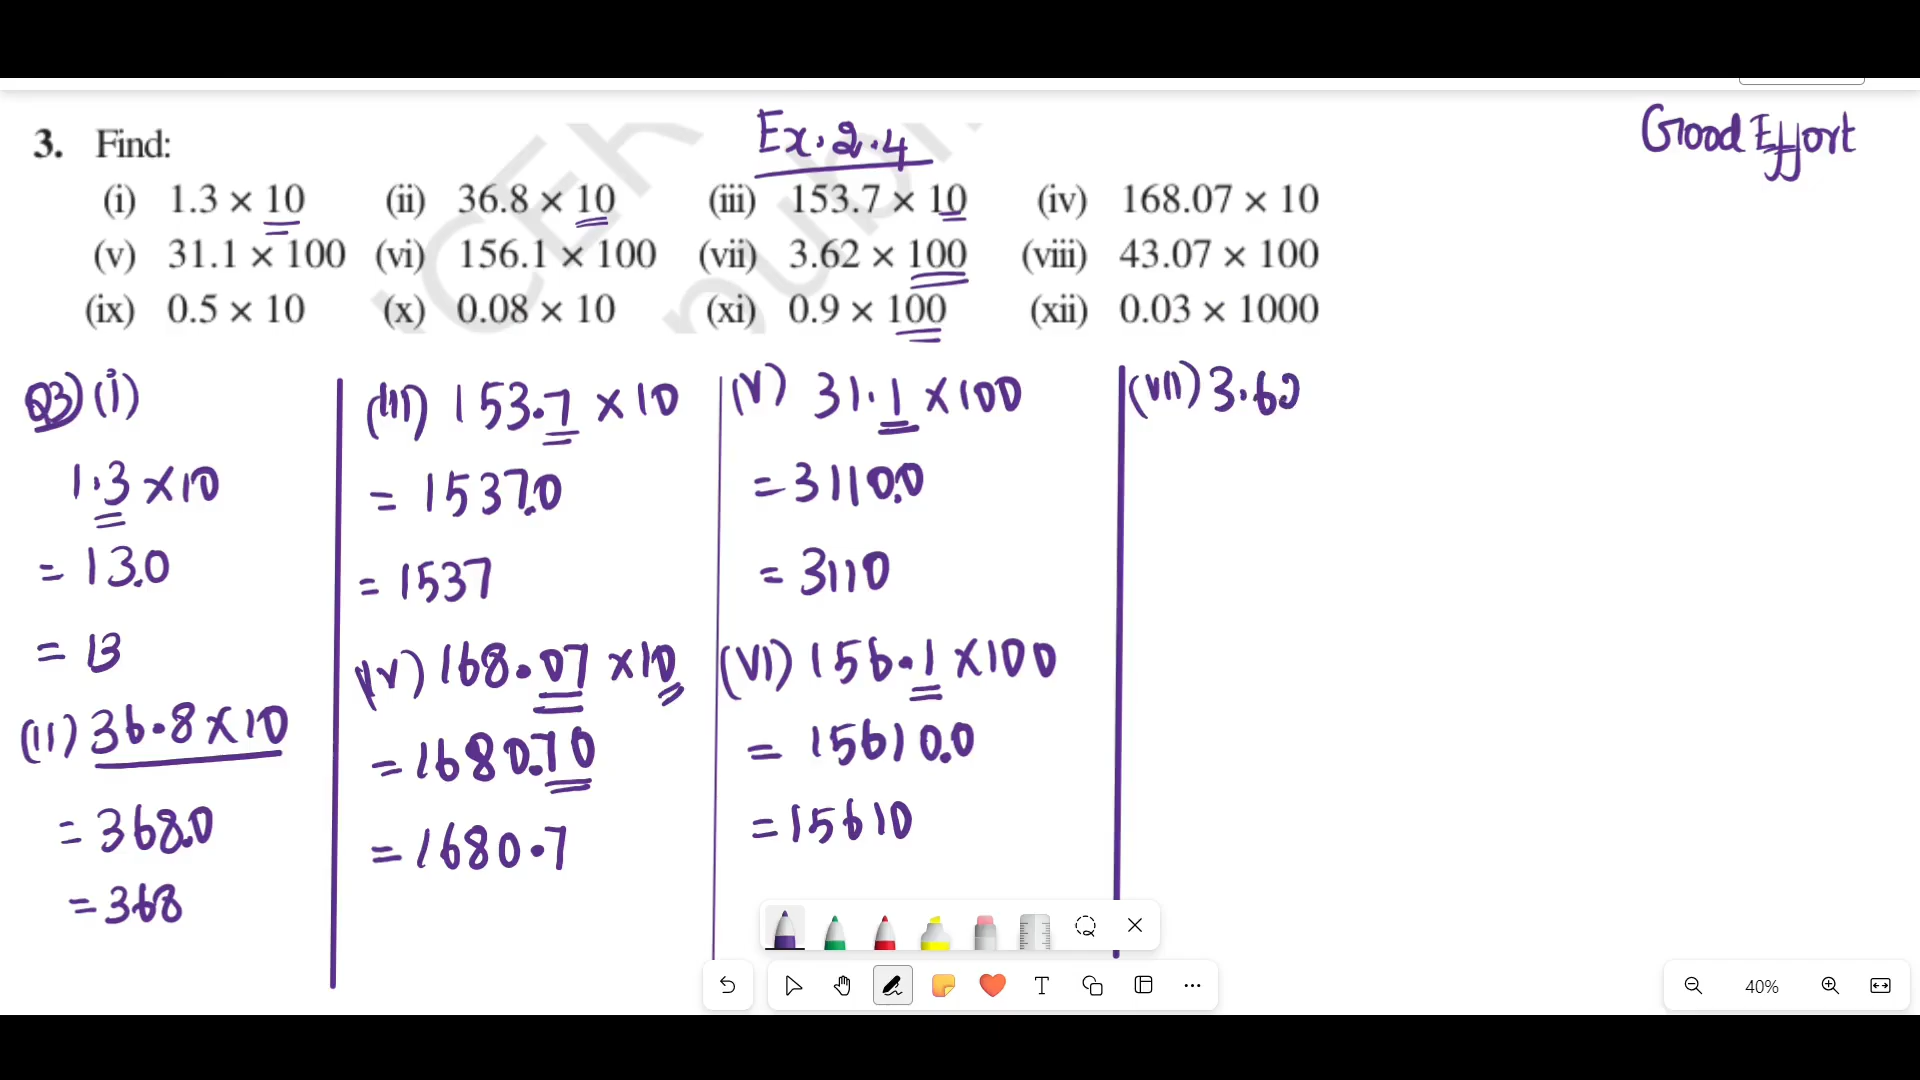 Ex.2.4
Good Effort
3. Find:
(i) 1.3 × 10 (ii) 36.8 × 10 (iii) 153.7 × 10 (iv) 168.07 × 10
(v) 31.1 × 100 (vi) 156.1 × 100 (vii) 3.62 × 100 (viii) 43.07 × 100
(ix) 0.5 × 10 (x) 0.08 × 10 (xi) 0.9 × 100 (xii) 0.03 × 1000
Q3) (i)
1.3 × 10
= 13.0
= 13
(ii) 36.8 × 10
= 368.0
= 368
(iii) 153.7 × 10
= 1537.0
= 1537
(iv) 168.07 × 10
= 1680.70
= 1680.7
(v) 31.1 × 100
= 3110.0
= 3110
(vi) 156.1 × 100
= 15610.0
= 15610
(vii) 3.6
40%